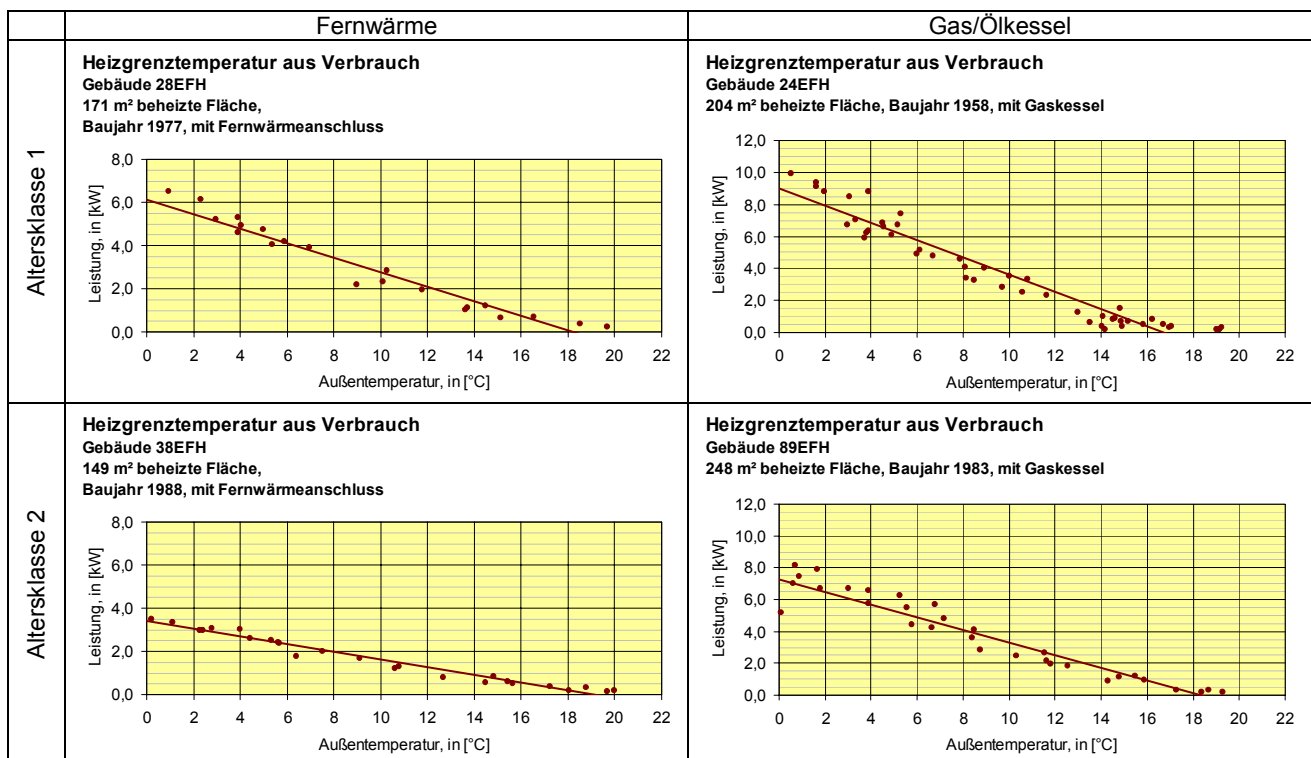 Fernwärme
Gas/Ölkessel
Altersklasse 1
Heizgrenztemperatur aus Verbrauch
Gebäude 28EFH
171 m² beheizte Fläche,
Baujahr 1977, mit Fernwärmeanschluss
8,0
6,0
4,0
2,0
0,0
Leistung, in [kW]
0 2 4 6 8 10 12 14 16 18 20 22
Außentemperatur, in [°C]
Heizgrenztemperatur aus Verbrauch
Gebäude 24EFH
204 m² beheizte Fläche, Baujahr 1958, mit Gaskessel
12,0
10,0
8,0
6,0
4,0
2,0
0,0
Leistung, in [kW]
0 2 4 6 8 10 12 14 16 18 20 22
Außentemperatur, in [°C]
Altersklasse 2
Heizgrenztemperatur aus Verbrauch
Gebäude 38EFH
149 m² beheizte Fläche,
Baujahr 1988, mit Fernwärmeanschluss
8,0
6,0
4,0
2,0
0,0
Leistung, in [kW]
0 2 4 6 8 10 12 14 16 18 20 22
Außentemperatur, in [°C]
Heizgrenztemperatur aus Verbrauch
Gebäude 89EFH
248 m² beheizte Fläche, Baujahr 1983, mit Gaskessel
12,0
10,0
8,0
6,0
4,0
2,0
0,0
Leistung, in [kW]
0 2 4 6 8 10 12 14 16 18 20 22
Außentemperatur, in [°C]